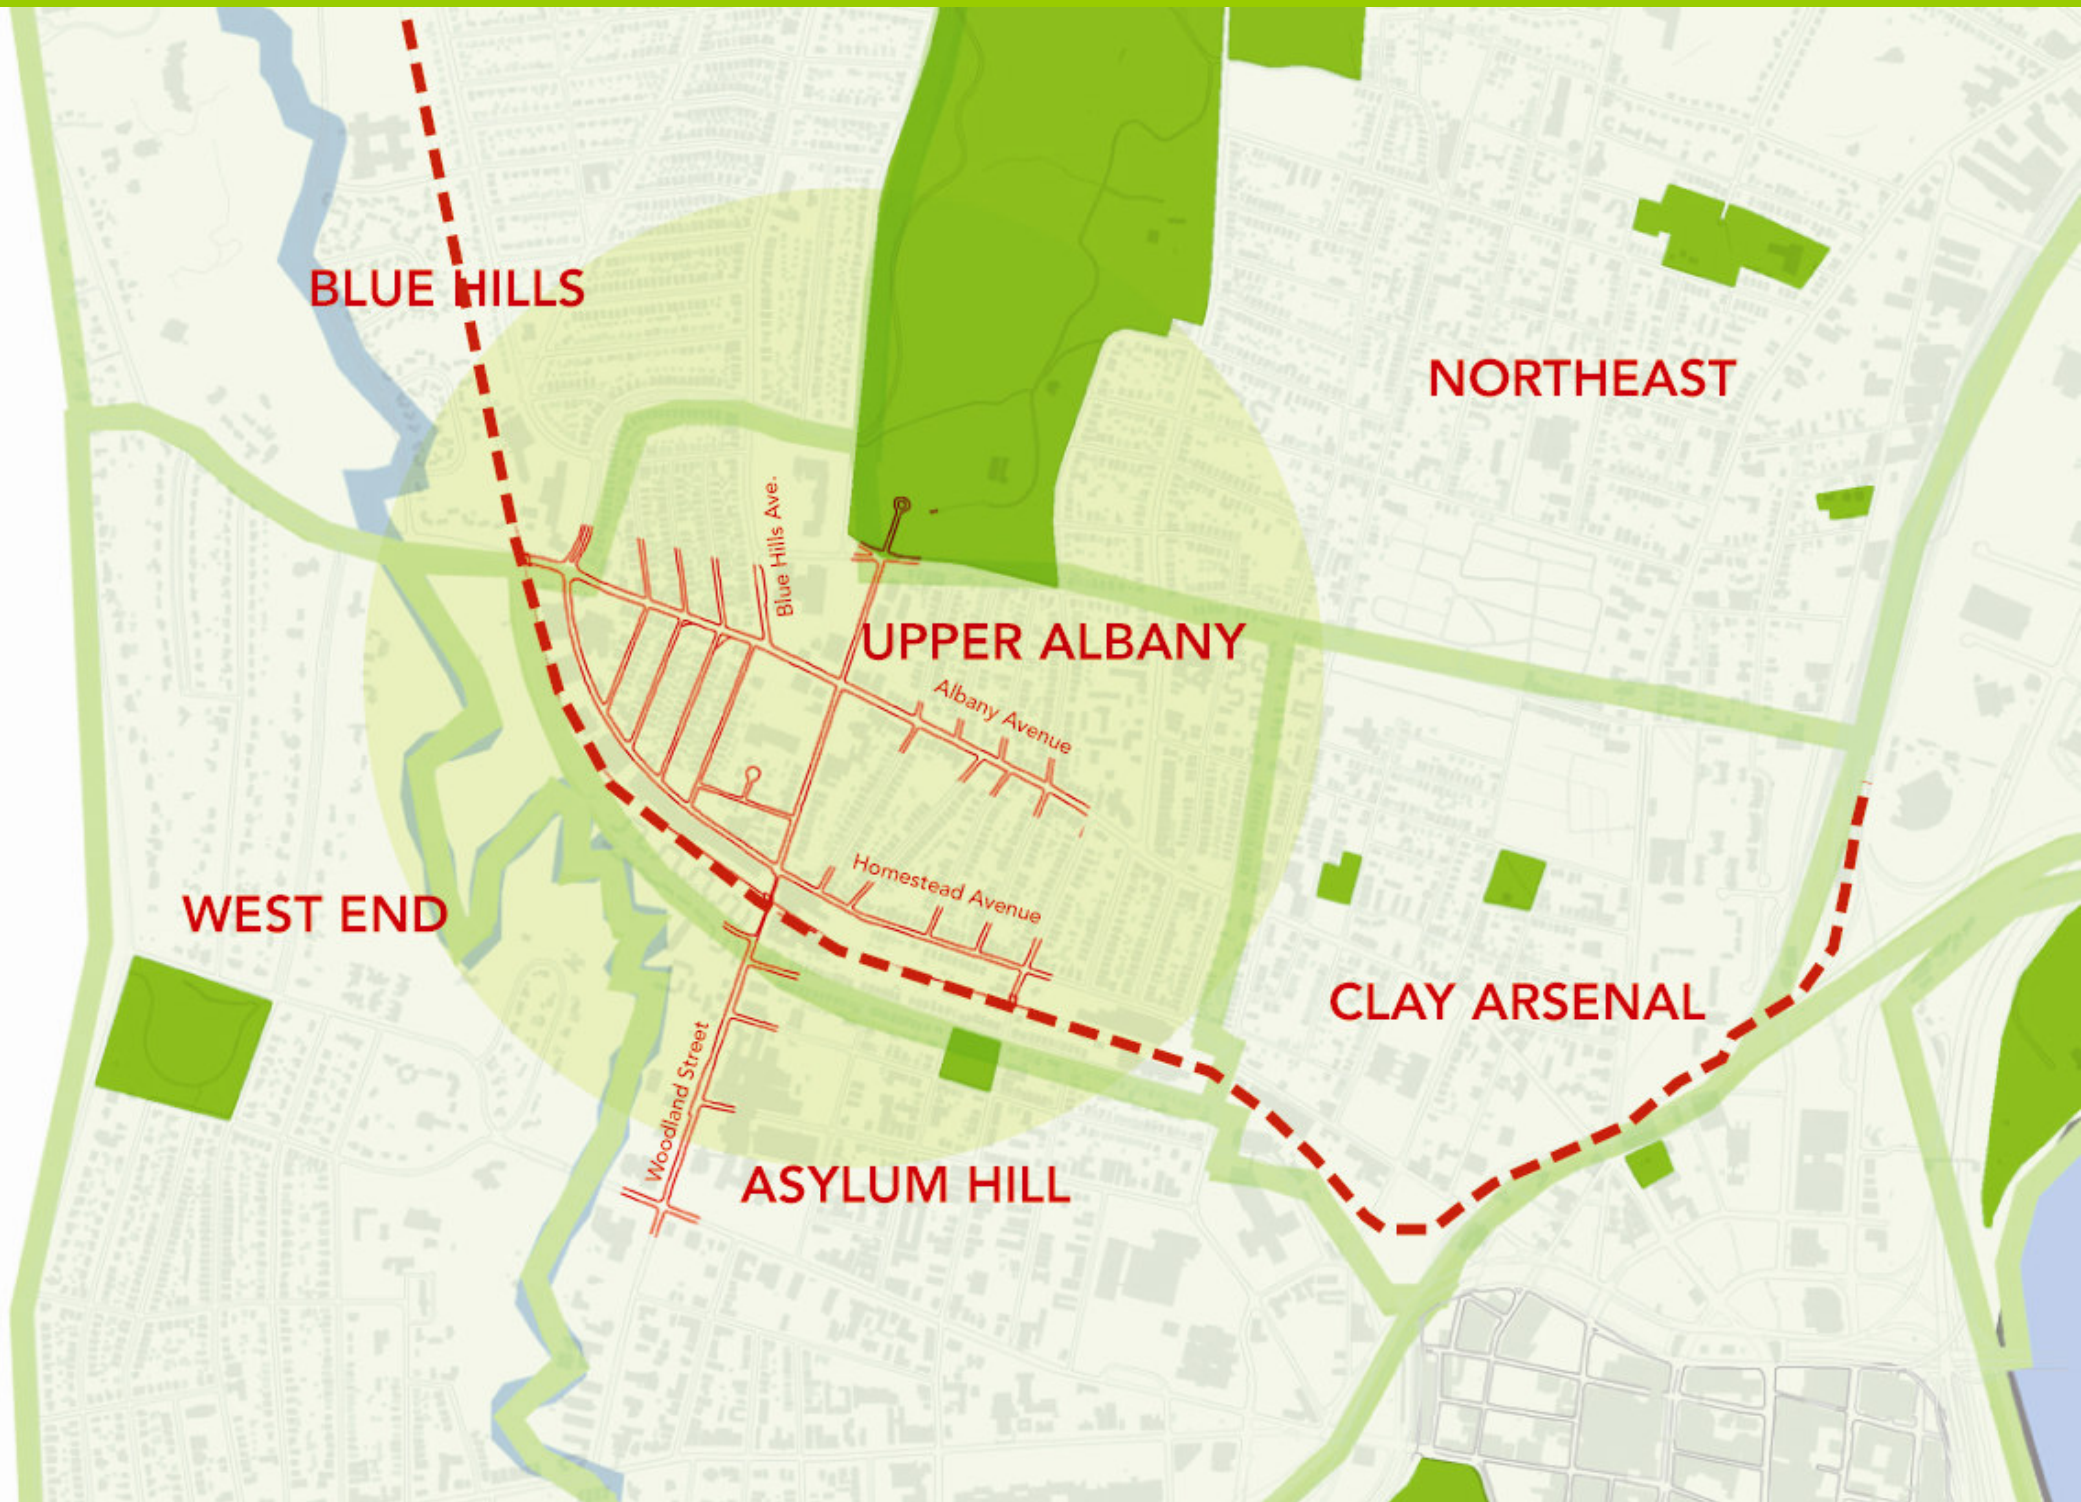 BLUE HILLS
NORTHEAST
Blue Hills Ave.
UPPER ALBANY
Albany Avenue
Homestead Avenue
WEST END
CLAY ARSENAL
Woodland Street
ASYLUM HILL